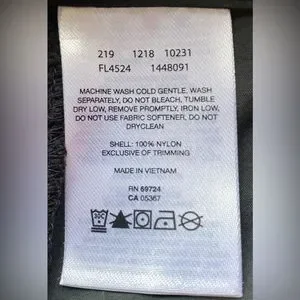 219 1218 10231
FL4524 1448091
MACHINE WASH COLD GENTLE, WASH
SEPARATELY, DO NOT BLEACH, TUMBLE
DRY LOW, REMOVE PROMPTLY, IRON LOW,
DO NOT USE FABRIC SOFTENER, DO NOT
DRYCLEAN
SHELL: 100% NYLON
EXCLUSIVE OF TRIMMING
MADE IN VIETNAM
RN 69724
CA 05367